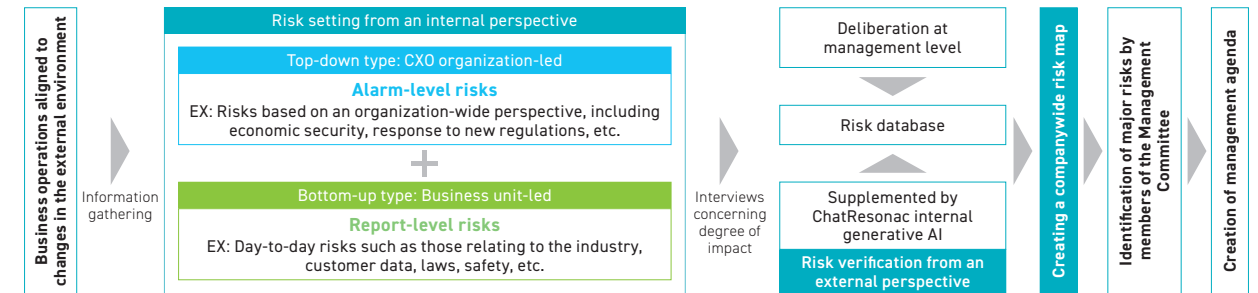 Business operations aligned to
changes in the external environment
Information
gathering
Risk setting from an internal perspective
Top-down type: CXO organization-led
Alarm-level risks
EX: Risks based on an organization-wide perspective, including
economic security, response to new regulations, etc.
+
Bottom-up type: Business unit-led
Report-level risks
EX: Day-to-day risks such as those relating to the industry,
customer data, laws, safety, etc.
Interviews
concerning
degree of
impact
Deliberation at
management level
Risk database
Supplemented by
ChatResonac internal
generative AI
Risk verification from an
external perspective
Creating a companywide risk map
Identification of major risks by
members of the Management
Committee
Creation of management agenda